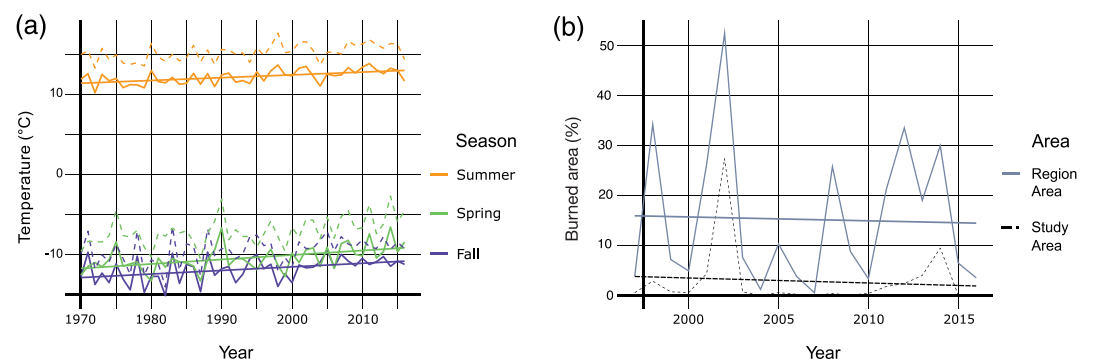 (a)
Temperature (°C)
10
0
-10
1970 1980 1990 2000 2010
Year
Season
Summer
Spring
Fall
(b)
Burned area (%)
50
40
30
20
10
0
2000 2005 2010 2015
Year
Area
Region
Area
Study
Area